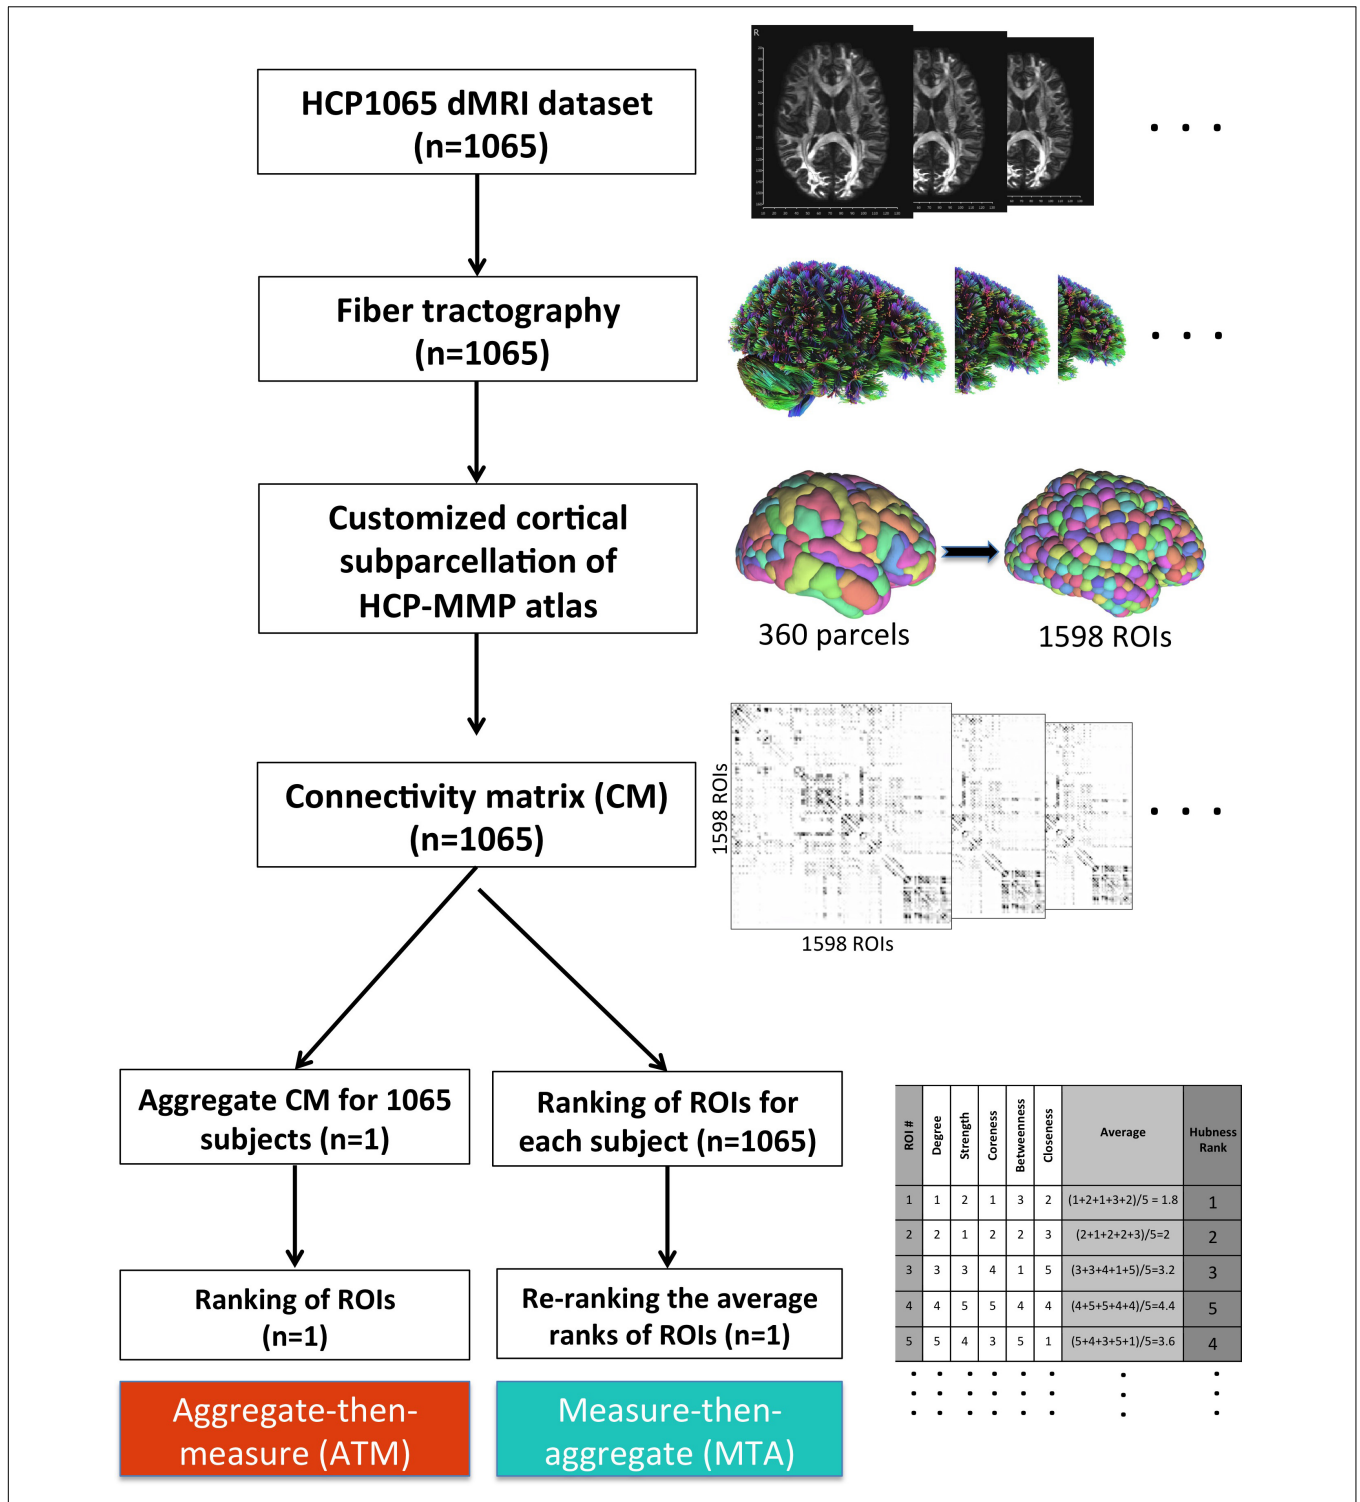 HCP1065 dMRI dataset
(n=1065)
R
Fiber tractography
(n=1065)
Customized cortical
subparcellation of
HCP-MMP atlas
360 parcels
1598 ROIs
Connectivity matrix (CM)
(n=1065)
1598 ROIs
1598 ROIs
Aggregate CM for 1065
subjects (n=1)
Ranking of ROIs for
each subject (n=1065)
Ranking of ROIs
(n=1)
Re-ranking the average
ranks of ROIs (n=1)
Aggregate-then-
measure (ATM)
Measure-then-
aggregate (MTA)
ROI # Degree Strength Coreness Betweenness Closeness Average Hubness Rank
1 1 2 1 3 2 (1+2+1+3+2)/5 = 1.8 1
2 2 1 2 2 3 (2+1+2+2+3)/5=2 2
3 3 3 4 1 5 (3+3+4+1+5)/5=3.2 3
4 4 5 5 4 4 (4+5+5+4+4)/5=4.4 5
5 5 4 3 5 1 (5+4+3+5+1)/5=3.6 4